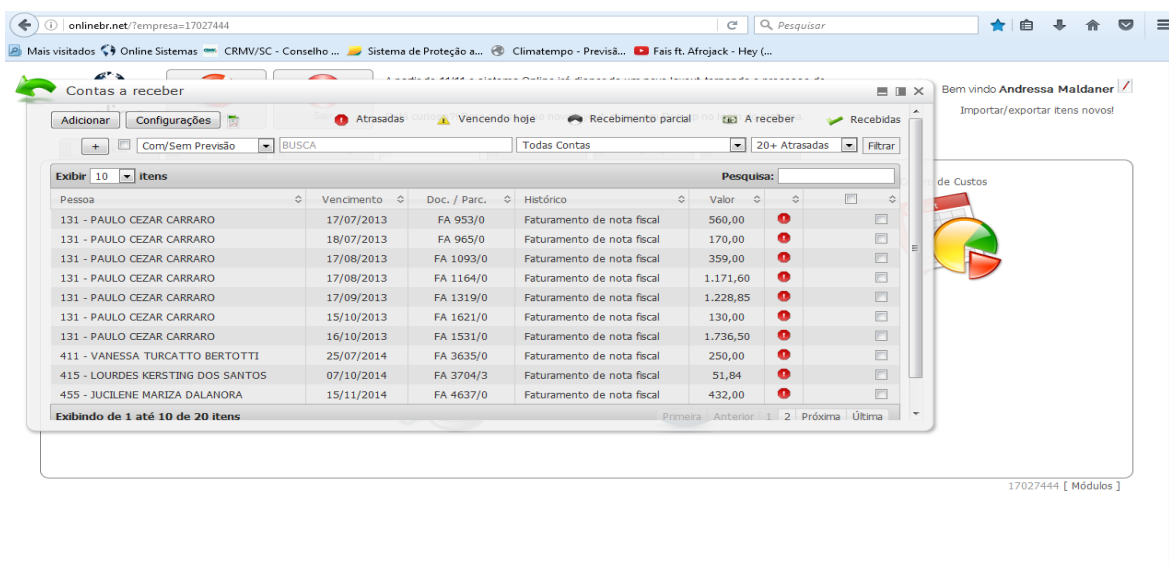 onlinebr.net/?empresa=17027444 Pesquisar
Mais visitados Online Sistemas CRMV/SC - Conselho ... Sistema de Proteção a... Climatempo - Previsã... Fais ft. Afrojack - Hey (...
Contas a receber
Bem vindo Andressa Maldaner
Importar/exportar itens novos!
Adicionar Configurações Atrasadas Vencendo hoje Recebimento parcial A receber Recebidas
+ Com/Sem Previsão BUSCA Todas Contas 20+ Atrasadas Filtrar
Exibir 10 itens Pesquisa:
de Custos
Pessoa Vencimento Doc. / Parc. Histórico Valor
131 - PAULO CEZAR CARRARO 17/07/2013 FA 953/0 Faturamento de nota fiscal 560,00
131 - PAULO CEZAR CARRARO 18/07/2013 FA 965/0 Faturamento de nota fiscal 170,00
131 - PAULO CEZAR CARRARO 17/08/2013 FA 1093/0 Faturamento de nota fiscal 359,00
131 - PAULO CEZAR CARRARO 17/08/2013 FA 1164/0 Faturamento de nota fiscal 1.171,60
131 - PAULO CEZAR CARRARO 17/09/2013 FA 1319/0 Faturamento de nota fiscal 1.228,85
131 - PAULO CEZAR CARRARO 15/10/2013 FA 1621/0 Faturamento de nota fiscal 130,00
131 - PAULO CEZAR CARRARO 16/10/2013 FA 1531/0 Faturamento de nota fiscal 1.736,50
411 - VANESSA TURCATTO BERTOTTI 25/07/2014 FA 3635/0 Faturamento de nota fiscal 250,00
415 - LOURDES KERSTING DOS SANTOS 07/10/2014 FA 3704/3 Faturamento de nota fiscal 51,84
455 - JUCILENE MARIZA DALANORA 15/11/2014 FA 4637/0 Faturamento de nota fiscal 432,00
Exibindo de 1 até 10 de 20 itens Primeira Anterior 1 2 Próxima Última
17027444 [ Módulos ]